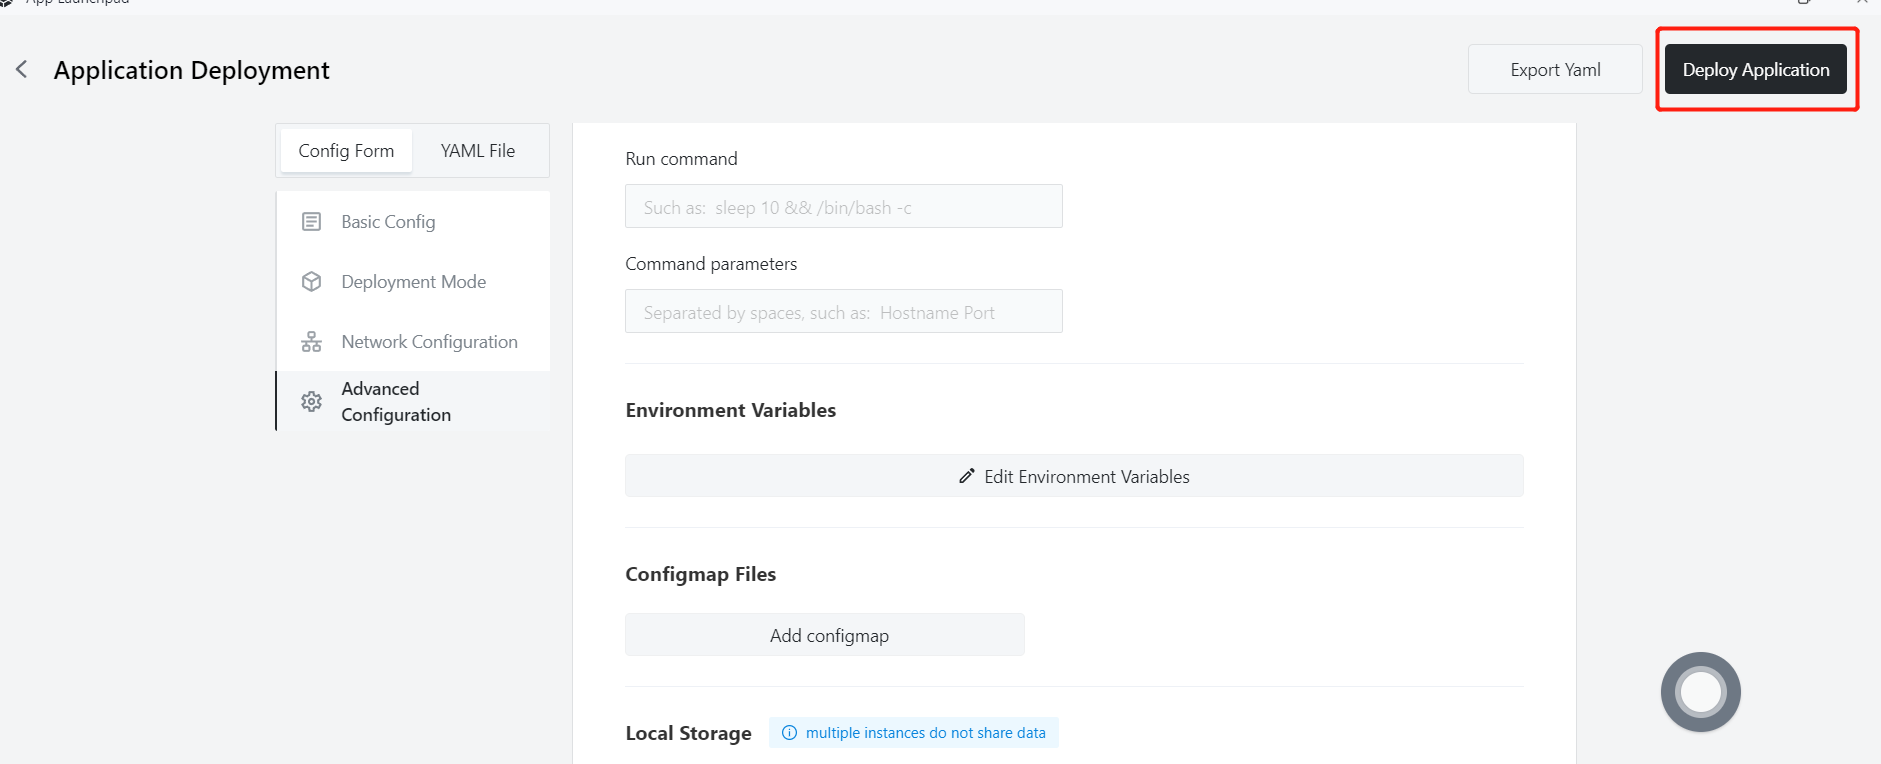 App Launchpad
Application Deployment
Export Yaml
Deploy Application
Config Form
YAML File
Basic Config
Deployment Mode
Network Configuration
Advanced
Configuration
Run command
Such as: sleep 10 && /bin/bash -c
Command parameters
Separated by spaces, such as: Hostname Port
Environment Variables
Edit Environment Variables
Configmap Files
Add configmap
Local Storage
multiple instances do not share data